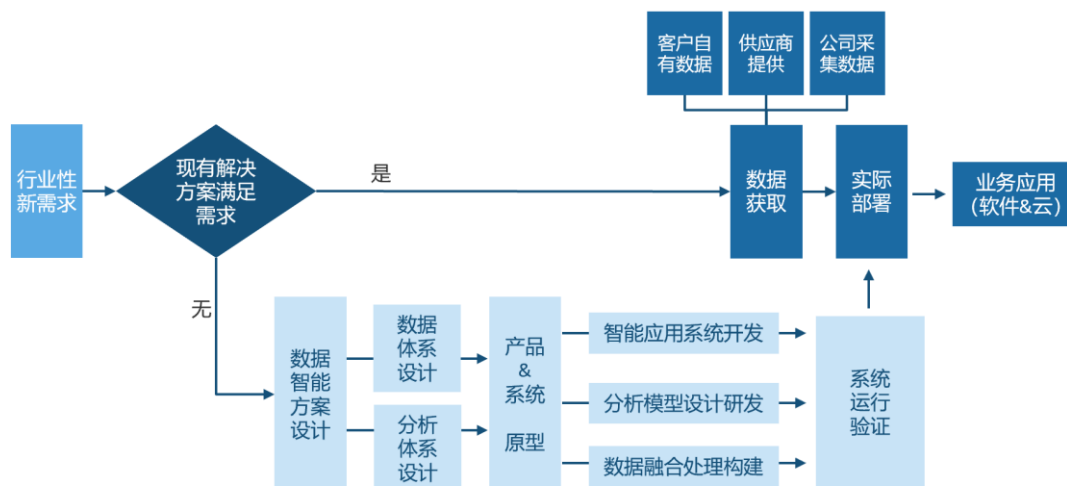 客户自
有数据
供应商
提供
公司采
集数据
行业性
新需求
现有解决
方案满足
需求
是
数据
获取
实际
部署
业务应用
(软件&云)
无
数据
智能
方案
设计
数据
体系
设计
分析
体系
设计
产品
&
系统
原型
智能应用系统开发
分析模型设计研发
数据融合处理构建
系统
运行
验证